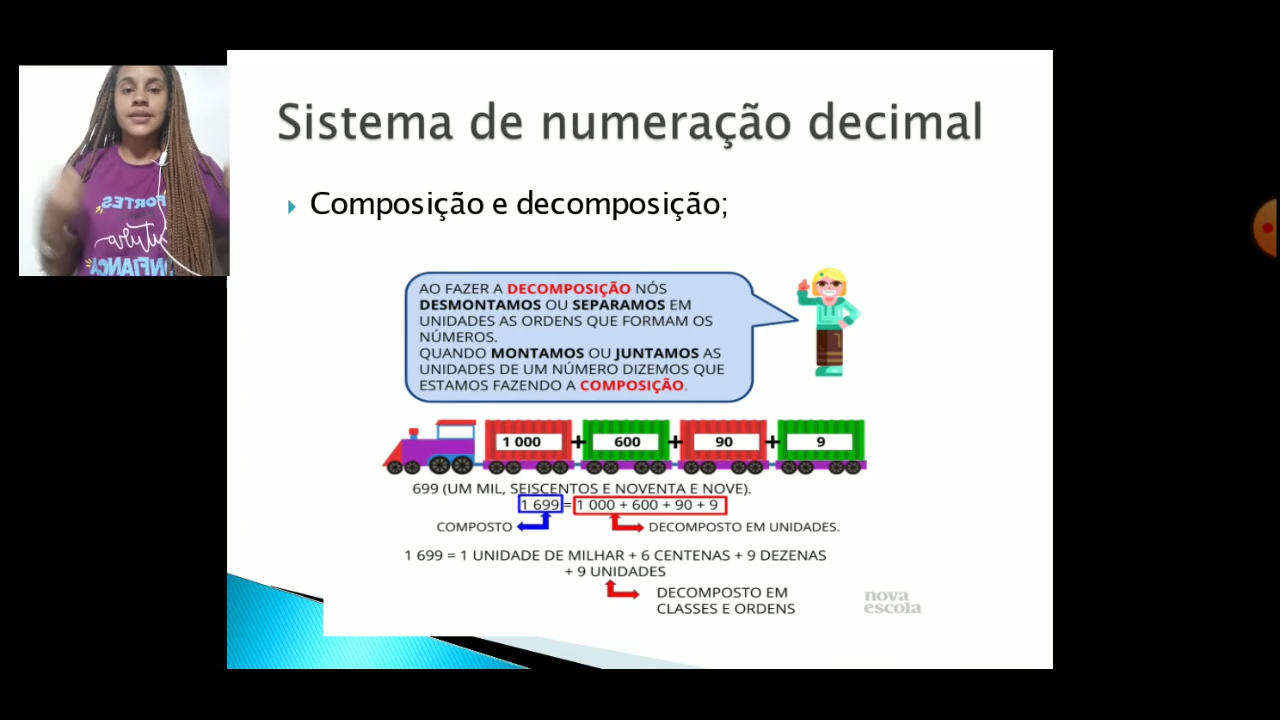 Sistema de numeração decimal
Composição e decomposição;
AO FAZER A DECOMPOSIÇÃO NÓS
DESMONTAMOS OU SEPARAMOS EM
UNIDADES AS ORDENS QUE FORMAM OS
NÚMEROS.
QUANDO MONTAMOS OU JUNTAMOS AS
UNIDADES DE UM NÚMERO DIZEMOS QUE
ESTAMOS FAZENDO A COMPOSIÇÃO.
1 000 + 600 + 90 + 9
699 (UM MIL, SEISCENTOS E NOVENTA E NOVE).
1 699 = 1 000 + 600 + 90 + 9
COMPOSTO
DECOMPOSTO EM UNIDADES.
1 699 = 1 UNIDADE DE MILHAR + 6 CENTENAS + 9 DEZENAS
+ 9 UNIDADES
DECOMPOSTO EM
CLASSES E ORDENS
nova
escola